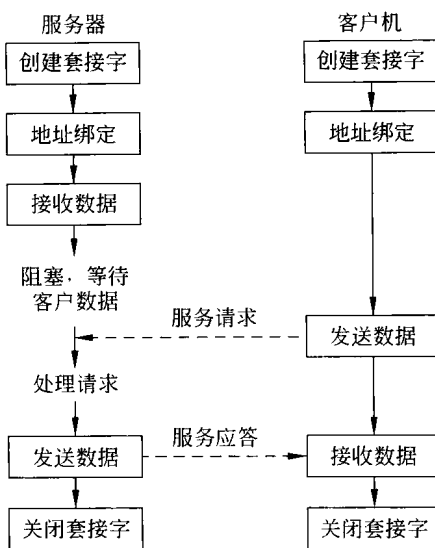 服务器
创建套接字
地址绑定
接收数据
阻塞，等待
客户数据
处理请求
发送数据
关闭套接字
服务请求
服务应答
客户机
创建套接字
地址绑定
发送数据
接收数据
关闭套接字